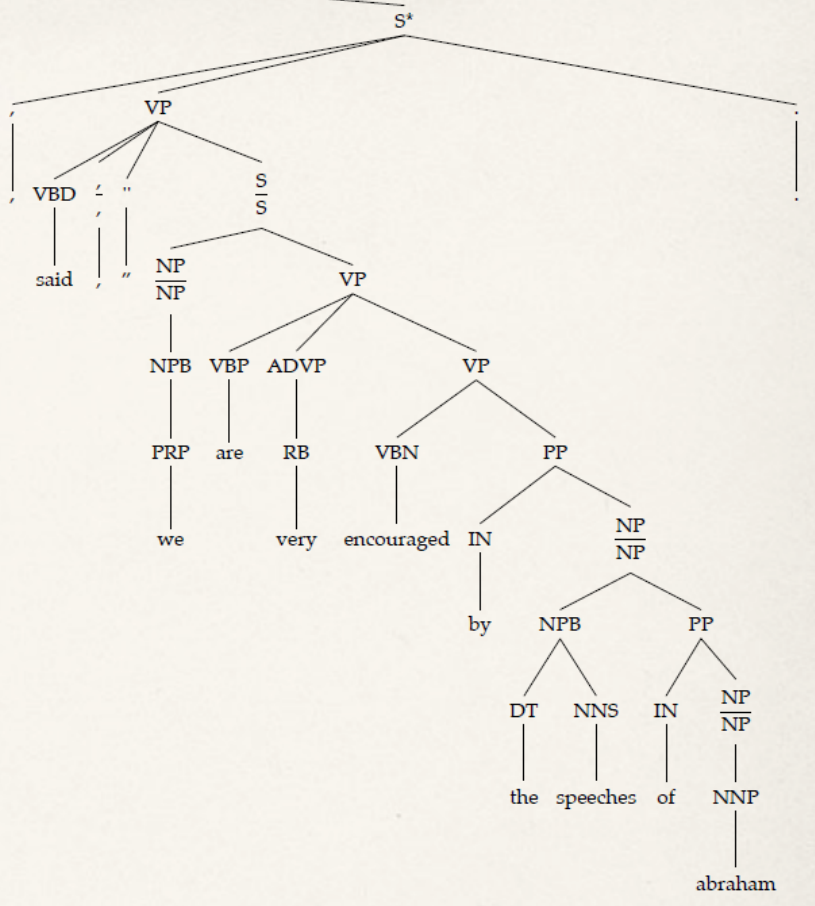 S*
, VP .
, VBD , " S .
, S
said , " NP VP
NP
NPB VBP ADVP VP
PRP are RB VBN PP
we very encouraged IN NP
NP
by NPB PP
DT NNS IN NP
NP
the speeches of NNP
abraham